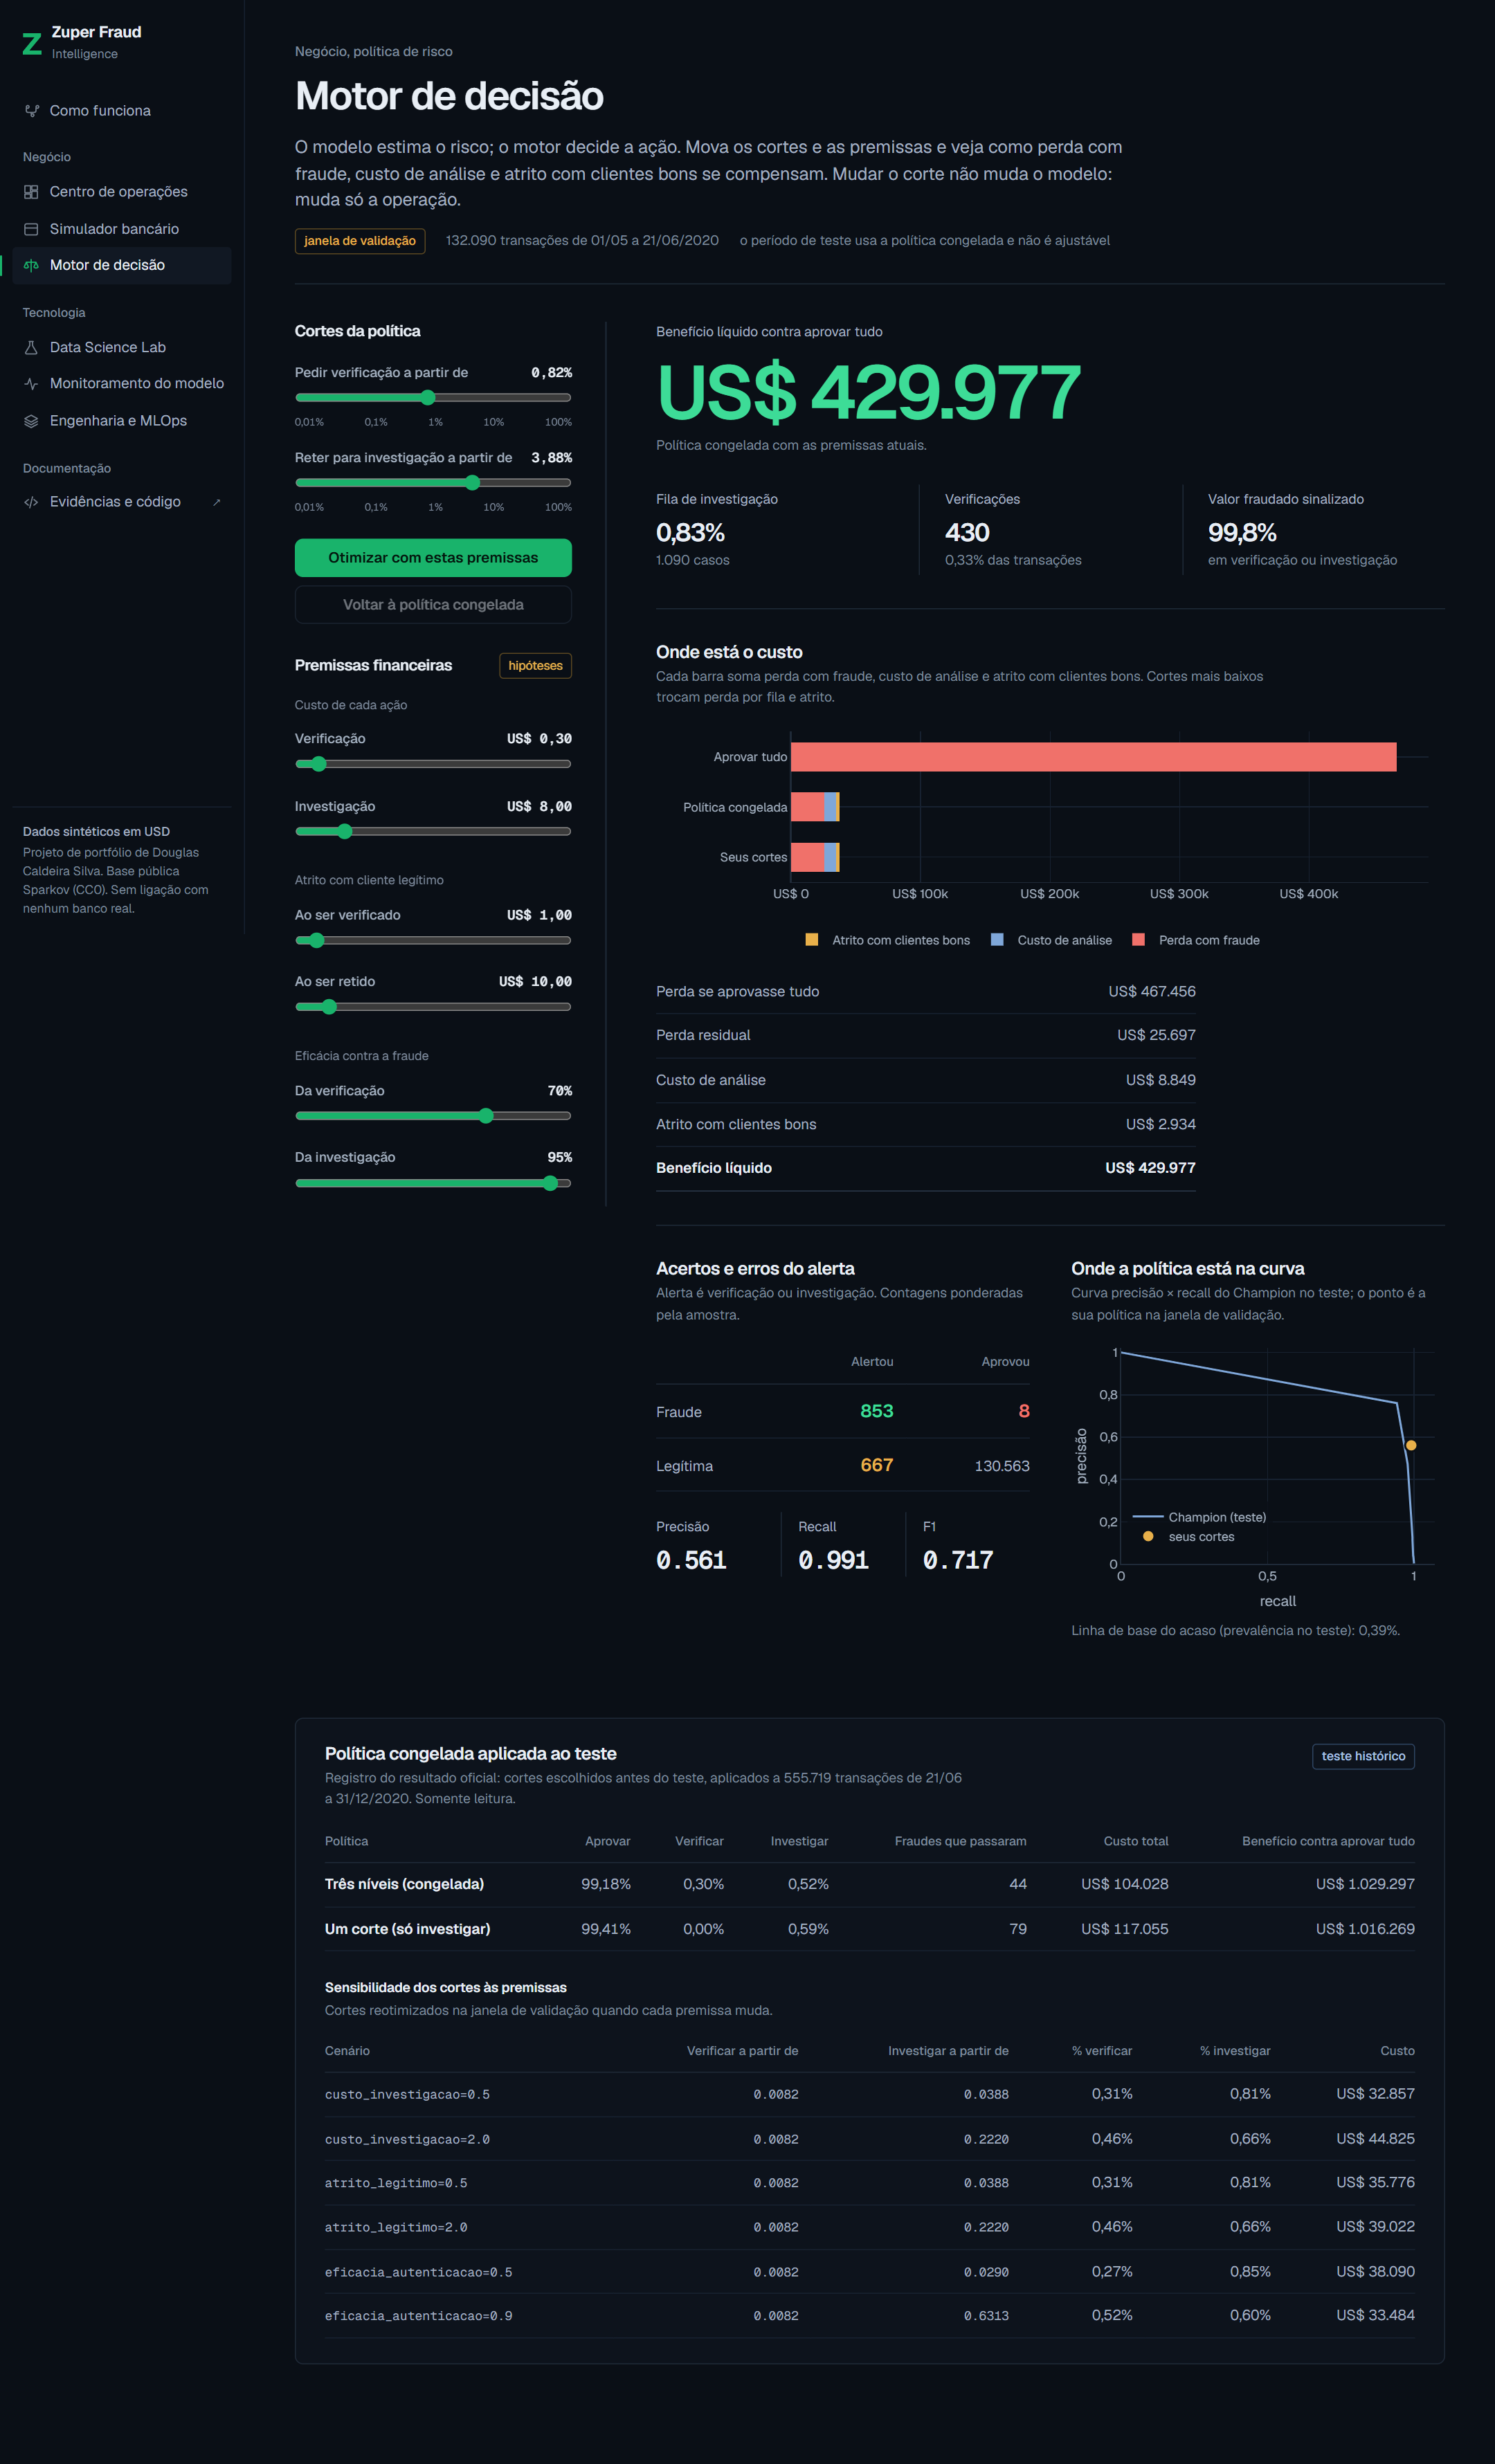 Zuper Fraud
Intelligence
Como funciona
Negócio
Centro de operações
Simulador bancário
Motor de decisão
Tecnologia
Data Science Lab
Monitoramento do modelo
Engenharia e MLOps
Documentação
Evidências e código ↗
Dados sintéticos em USD
Projeto de portfólio de Douglas
Caldeira Silva. Base pública
Sparkov (CC0). Sem ligação com
nenhum banco real.
Negócio, política de risco
Motor de decisão
O modelo estima o risco; o motor decide a ação. Mova os cortes e as premissas e veja como perda com
fraude, custo de análise e atrito com clientes bons se compensam. Mudar o corte não muda o modelo:
muda só a operação.
janela de validação 132.090 transações de 01/05 a 21/06/2020 o período de teste usa a política congelada e não é ajustável
Cortes da política
Pedir verificação a partir de 0,82%
0,01% 0,1% 1% 10% 100%
Reter para investigação a partir de 3,88%
0,01% 0,1% 1% 10% 100%
Otimizar com estas premissas
Voltar à política congelada
Premissas financeiras hipóteses
Custo de cada ação
Verificação US$ 0,30
Investigação US$ 8,00
Atrito com cliente legítimo
Ao ser verificado US$ 1,00
Ao ser retido US$ 10,00
Eficácia contra a fraude
Da verificação 70%
Da investigação 95%
Benefício líquido contra aprovar tudo
US$ 429.977
Política congelada com as premissas atuais.
Fila de investigação
0,83%
1.090 casos
Verificações
430
0,33% das transações
Valor fraudado sinalizado
99,8%
em verificação ou investigação
Onde está o custo
Cada barra soma perda com fraude, custo de análise e atrito com clientes bons. Cortes mais baixos
trocam perda por fila e atrito.
Aprovar tudo
Política congelada
Seus cortes
US$ 0 US$ 100k US$ 200k US$ 300k US$ 400k
Atrito com clientes bons Custo de análise Perda com fraude
Perda se aprovasse tudo US$ 467.456
Perda residual US$ 25.697
Custo de análise US$ 8.849
Atrito com clientes bons US$ 2.934
Benefício líquido US$ 429.977
Acertos e erros do alerta
Alerta é verificação ou investigação. Contagens ponderadas
pela amostra.
Alertou Aprovou
Fraude 853 8
Legítima 667 130.563
Precisão Recall F1
0.561 0.991 0.717
Onde a política está na curva
Curva precisão × recall do Champion no teste; o ponto é a
sua política na janela de validação.
1
0,8
0,6
0,4
0,2
0
precisão
Champion (teste)
seus cortes
0 0,5 1
recall
Linha de base do acaso (prevalência no teste): 0,39%.
Política congelada aplicada ao teste teste histórico
Registro do resultado oficial: cortes escolhidos antes do teste, aplicados a 555.719 transações de 21/06
a 31/12/2020. Somente leitura.
Política Aprovar Verificar Investigar Fraudes que passaram Custo total Benefício contra aprovar tudo
Três níveis (congelada) 99,18% 0,30% 0,52% 44 US$ 104.028 US$ 1.029.297
Um corte (só investigar) 99,41% 0,00% 0,59% 79 US$ 117.055 US$ 1.016.269
Sensibilidade dos cortes às premissas
Cortes reotimizados na janela de validação quando cada premissa muda.
Cenário Verificar a partir de Investigar a partir de % verificar % investigar Custo
custo_investigacao=0.5 0.0082 0.0388 0,31% 0,81% US$ 32.857
custo_investigacao=2.0 0.0082 0.2220 0,46% 0,66% US$ 44.825
atrito_legitimo=0.5 0.0082 0.0388 0,31% 0,81% US$ 35.776
atrito_legitimo=2.0 0.0082 0.2220 0,46% 0,66% US$ 39.022
eficacia_autenticacao=0.5 0.0082 0.0290 0,27% 0,85% US$ 38.090
eficacia_autenticacao=0.9 0.0082 0.6313 0,52% 0,60% US$ 33.484